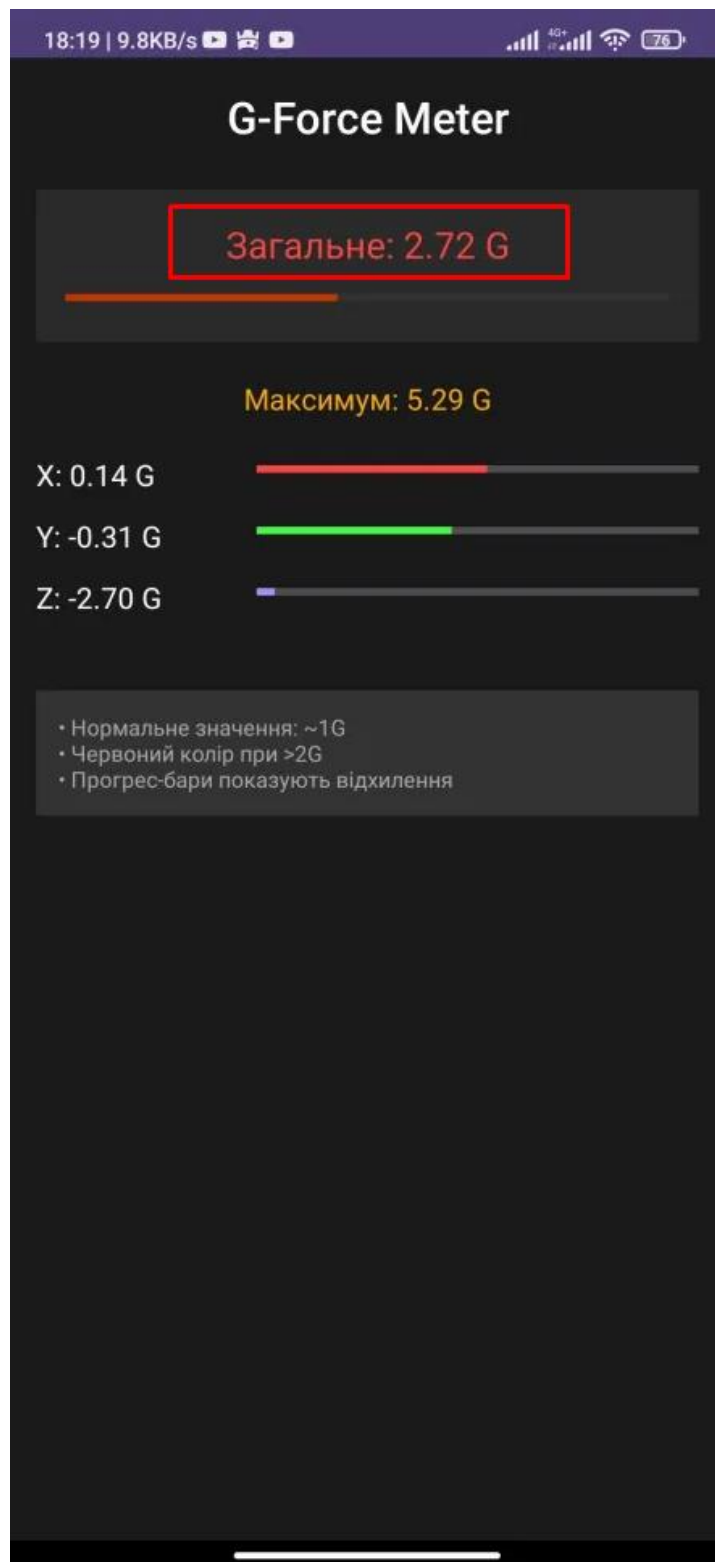 18:19 | 9.8KB/s 4G+ 76
G-Force Meter
Загальне: 2.72 G
Максимум: 5.29 G
X: 0.14 G
Y: -0.31 G
Z: -2.70 G
• Нормальне значення: ~1G
• Червоний колір при >2G
• Прогрес-бари показують відхилення